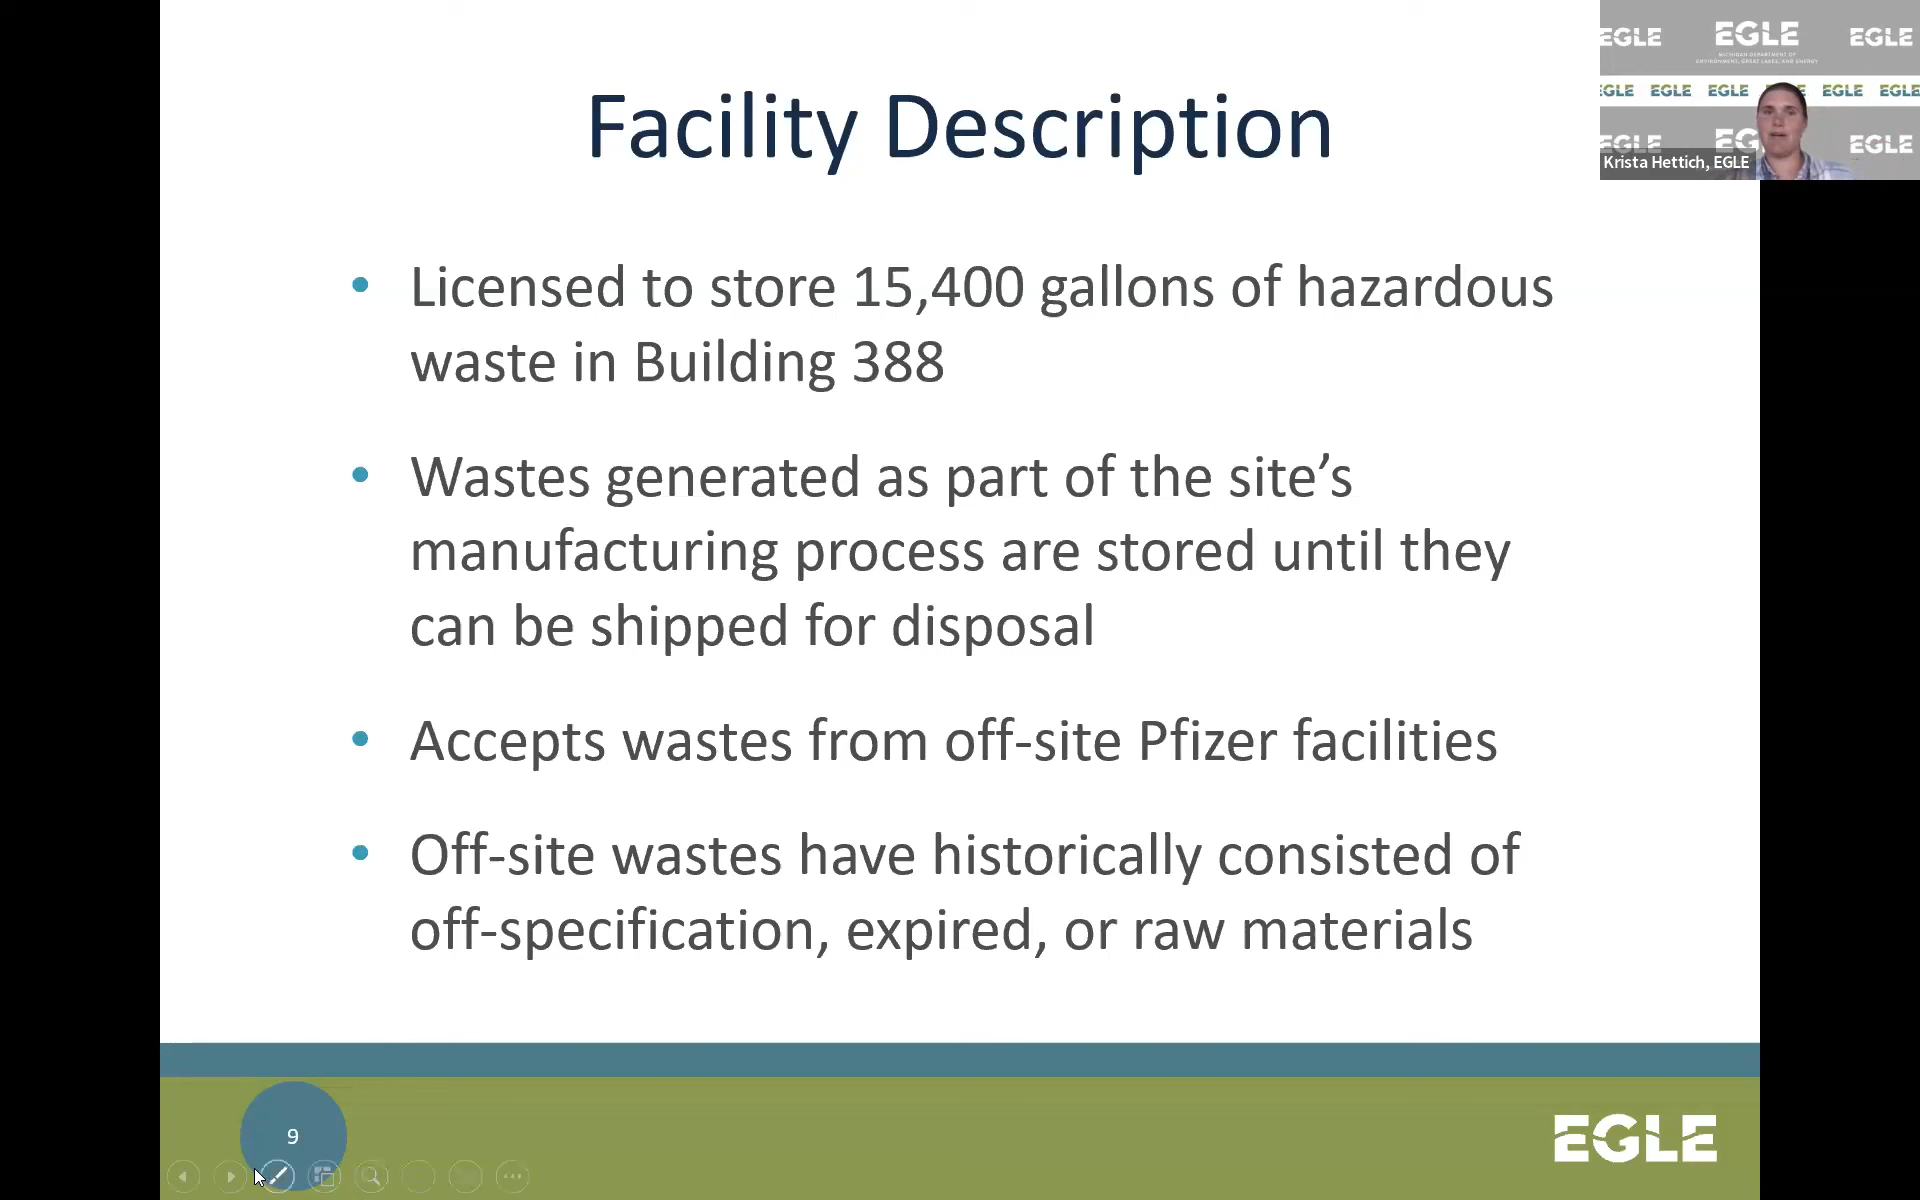 Facility Description
• Licensed to store 15,400 gallons of hazardous
waste in Building 388
• Wastes generated as part of the site’s
manufacturing process are stored until they
can be shipped for disposal
• Accepts wastes from off-site Pfizer facilities
• Off-site wastes have historically consisted of
off-specification, expired, or raw materials
9
EGLE
EGLE EGLE EGLE
MICHIGAN DEPARTMENT OF
ENVIRONMENT, GREAT LAKES, AND ENERGY
EGLE EGLE EGLE EGLE EGLE
EGLE EGLE
Krista Hettich, EGLE